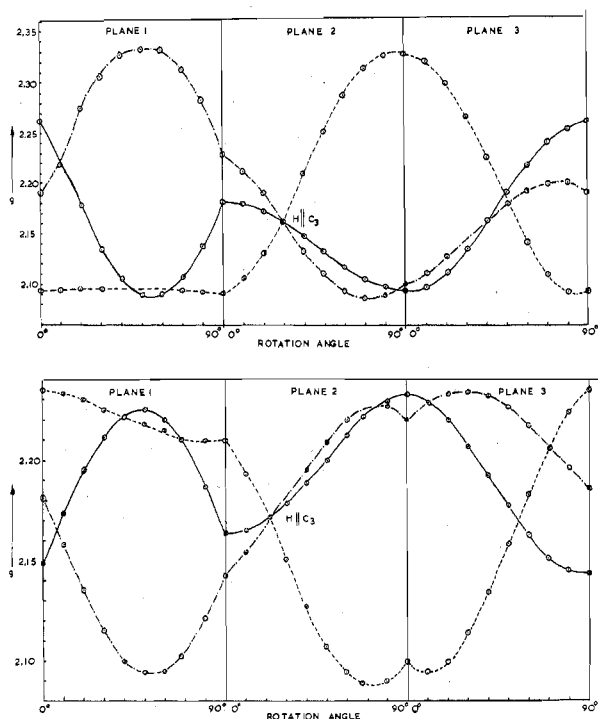 PLANE 1 PLANE 2 PLANE 3
2,35
2,30
2.25
2.20
2.15
2.10
g
H ∥ C3
0° 90° 0° 90° 0° 90°
ROTATION ANGLE
PLANE 1 PLANE 2 PLANE 3
2,20
2,15
2,10
g
H ∥ C3
0° 90° 0° 90° 0° 90°
ROTATION ANGLE